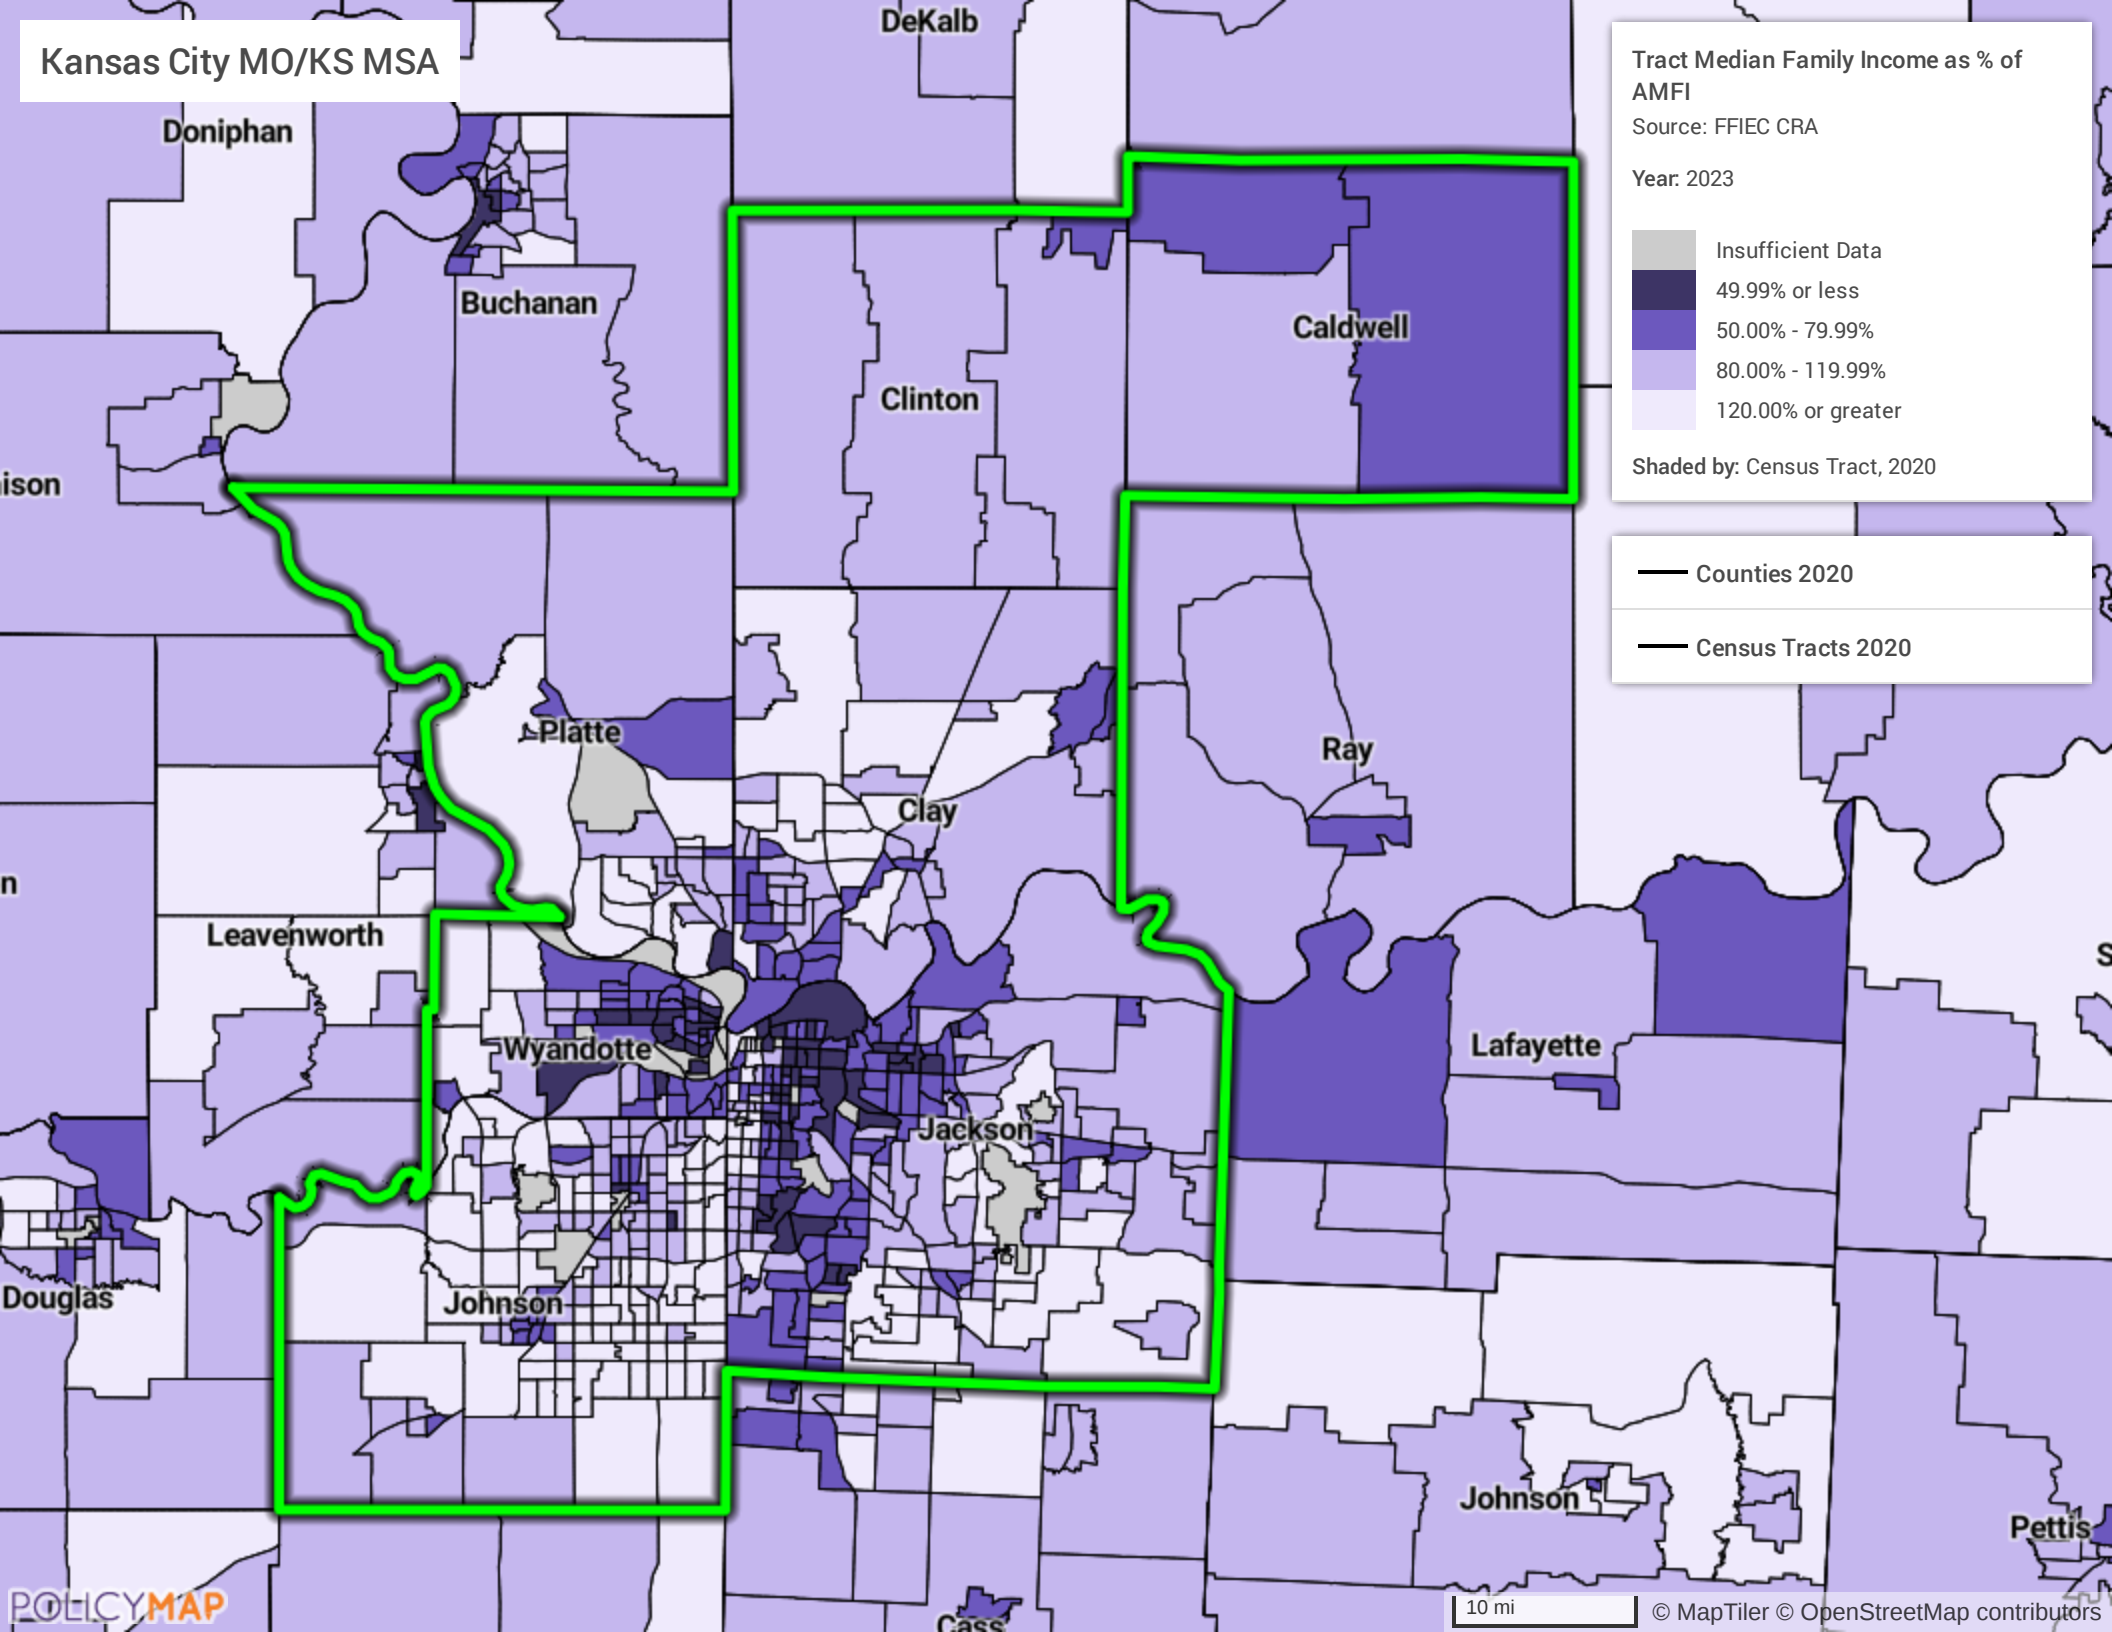 Kansas City MO/KS MSA
DeKalb
Tract Median Family Income as % of
AMFI
Source: FFIEC CRA
Year: 2023
Insufficient Data
49.99% or less
50.00% - 79.99%
80.00% - 119.99%
120.00% or greater
Shaded by: Census Tract, 2020
Counties 2020
Census Tracts 2020
Doniphan
Buchanan
Caldwell
Clinton
ison
Platte
Ray
Clay
n
Leavenworth
S
Wyandotte
Lafayette
Jackson
Douglas
Johnson
Johnson
Pettis
POLICYMAP
Cass
10 mi
© MapTiler © OpenStreetMap contributors